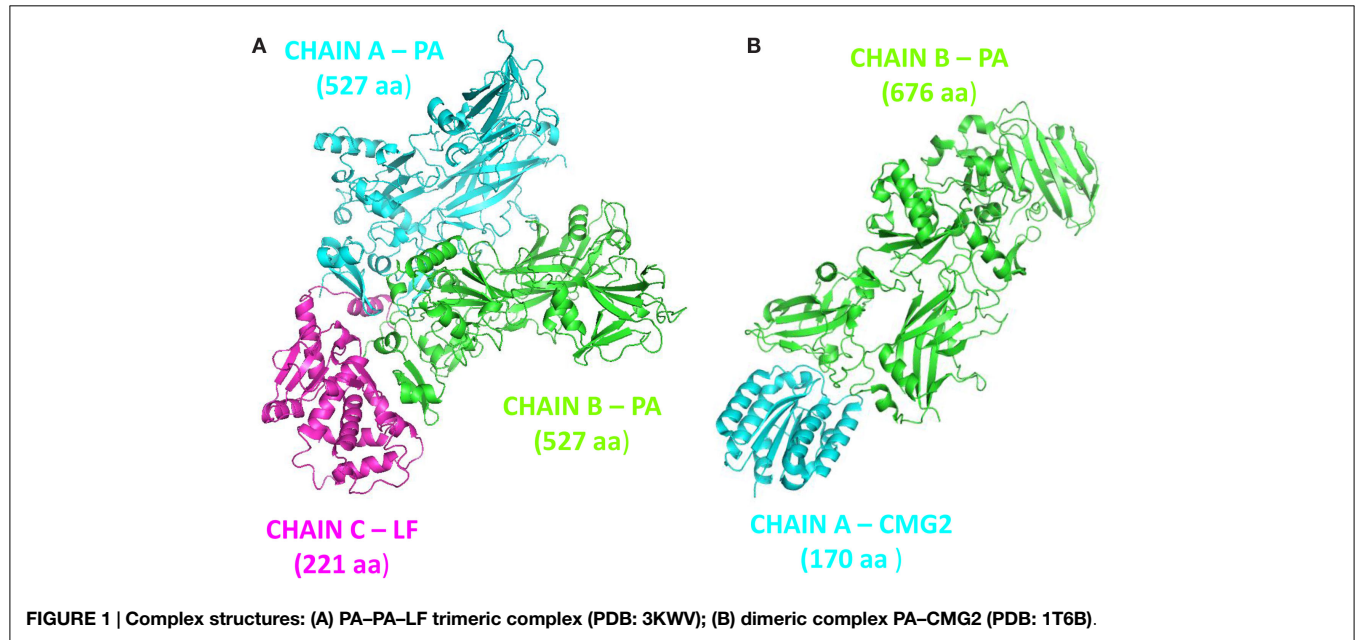 A
CHAIN A – PA
(527 aa)
CHAIN B – PA
(527 aa)
CHAIN C – LF
(221 aa)
B
CHAIN B – PA
(676 aa)
CHAIN A – CMG2
(170 aa )
FIGURE 1 | Complex structures: (A) PA–PA–LF trimeric complex (PDB: 3KWV); (B) dimeric complex PA–CMG2 (PDB: 1T6B).